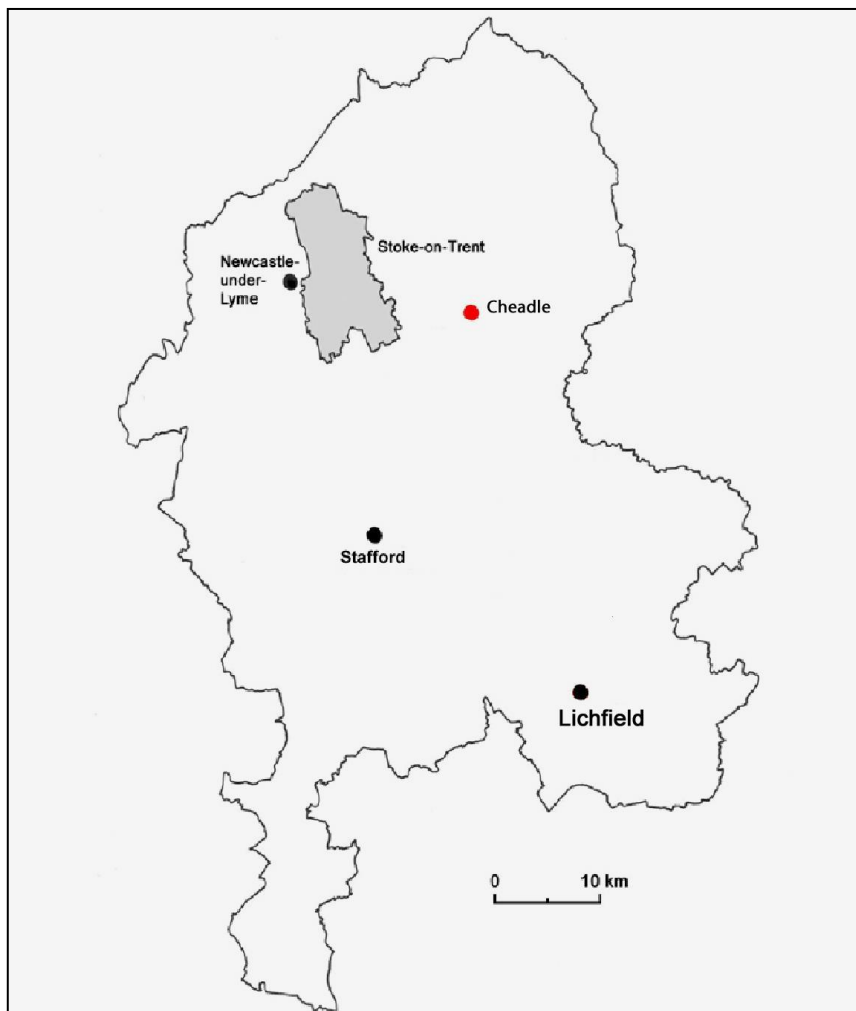 Stoke-on-Trent
Newcastle-
under-
Lyme
Cheadle
Stafford
Lichfield
0 10 km